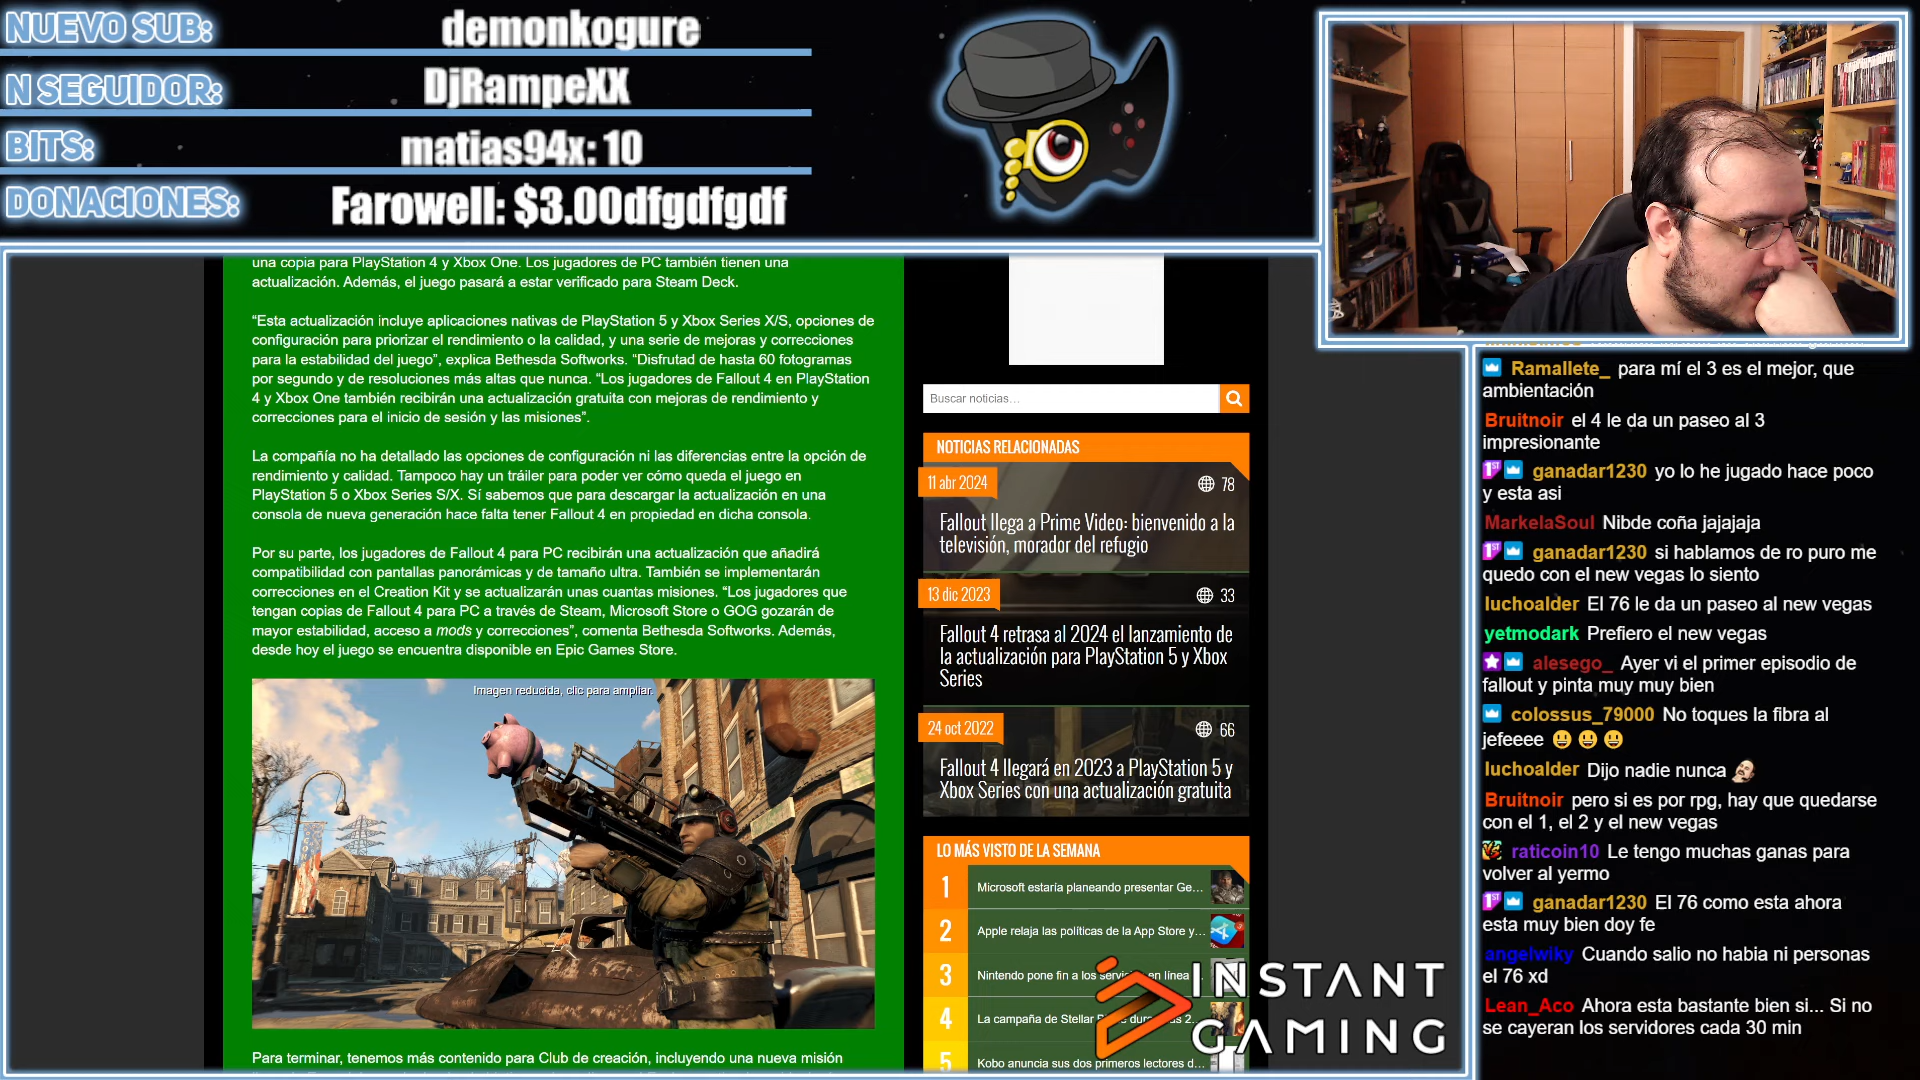 NUEVO SUB:
demonkogure
N SEGUIDOR:
DjRampeXX
BITS:
matias94x: 10
DONACIONES:
Farowell: $3.00dfgdfgdf
una copia para PlayStation 4 y Xbox One. Los jugadores de PC también tienen una
actualización. Además, el juego pasará a estar verificado para Steam Deck.
“Esta actualización incluye aplicaciones nativas de PlayStation 5 y Xbox Series X/S, opciones de
configuración para priorizar el rendimiento o la calidad, y una serie de mejoras y correcciones
para la estabilidad del juego”, explica Bethesda Softworks. “Disfrutad de hasta 60 fotogramas
por segundo y de resoluciones más altas que nunca. “Los jugadores de Fallout 4 en PlayStation
4 y Xbox One también recibirán una actualización gratuita con mejoras de rendimiento y
correcciones para el inicio de sesión y las misiones”.
La compañía no ha detallado las opciones de configuración ni las diferencias entre la opción de
rendimiento y calidad. Tampoco hay un tráiler para poder ver cómo queda el juego en
PlayStation 5 o Xbox Series S/X. Sí sabemos que para descargar la actualización en una
consola de nueva generación hace falta tener Fallout 4 en propiedad en dicha consola.
Por su parte, los jugadores de Fallout 4 para PC recibirán una actualización que añadirá
compatibilidad con pantallas panorámicas y de tamaño ultra. También se implementarán
correcciones en el Creation Kit y se actualizarán unas cuantas misiones. “Los jugadores que
tengan copias de Fallout 4 para PC a través de Steam, Microsoft Store o GOG gozarán de
mayor estabilidad, acceso a mods y correcciones”, comenta Bethesda Softworks. Además,
desde hoy el juego se encuentra disponible en Epic Games Store.
Imagen reducida, clic para ampliar.
Para terminar, tenemos más contenido para Club de creación, incluyendo una nueva misión
Buscar noticias…
NOTICIAS RELACIONADAS
11 abr 2024
78
Fallout llega a Prime Video: bienvenido a la
televisión, morador del refugio
13 dic 2023
33
Fallout 4 retrasa al 2024 el lanzamiento de
la actualización para PlayStation 5 y Xbox
Series
24 oct 2022
66
Fallout 4 llegará en 2023 a PlayStation 5 y
Xbox Series con una actualización gratuita
LO MÁS VISTO DE LA SEMANA
1 Microsoft estaría planeando presentar Ge…
2 Apple relaja las políticas de la App Store y…
3 Nintendo pone fin a los en línea
4 La campaña de Stellar
5 Kobo anuncia sus dos primeros lectores d…
INSTANT
GAMING
Ramallete_ para mí el 3 es el mejor, que
ambientación
Bruitnoir el 4 le da un paseo al 3
impresionante
1ST ganadar1230 yo lo he jugado hace poco
y esta asi
MarkelaSoul Nibde coña jajajaja
1ST ganadar1230 si hablamos de ro puro me
quedo con el new vegas lo siento
luchoalder El 76 le da un paseo al new vegas
yetmodark Prefiero el new vegas
alesego_ Ayer vi el primer episodio de
fallout y pinta muy muy bien
colossus_79000 No toques la fibra al
jefeeee 😀 😀 😀
luchoalder Dijo nadie nunca
Bruitnoir pero si es por rpg, hay que quedarse
con el 1, el 2 y el new vegas
raticoin10 Le tengo muchas ganas para
volver al yermo
1ST ganadar1230 El 76 como esta ahora
esta muy bien doy fe
angelwiky Cuando salio no habia ni personas
el 76 xd
Lean_Aco Ahora esta bastante bien si... Si no
se cayeran los servidores cada 30 min